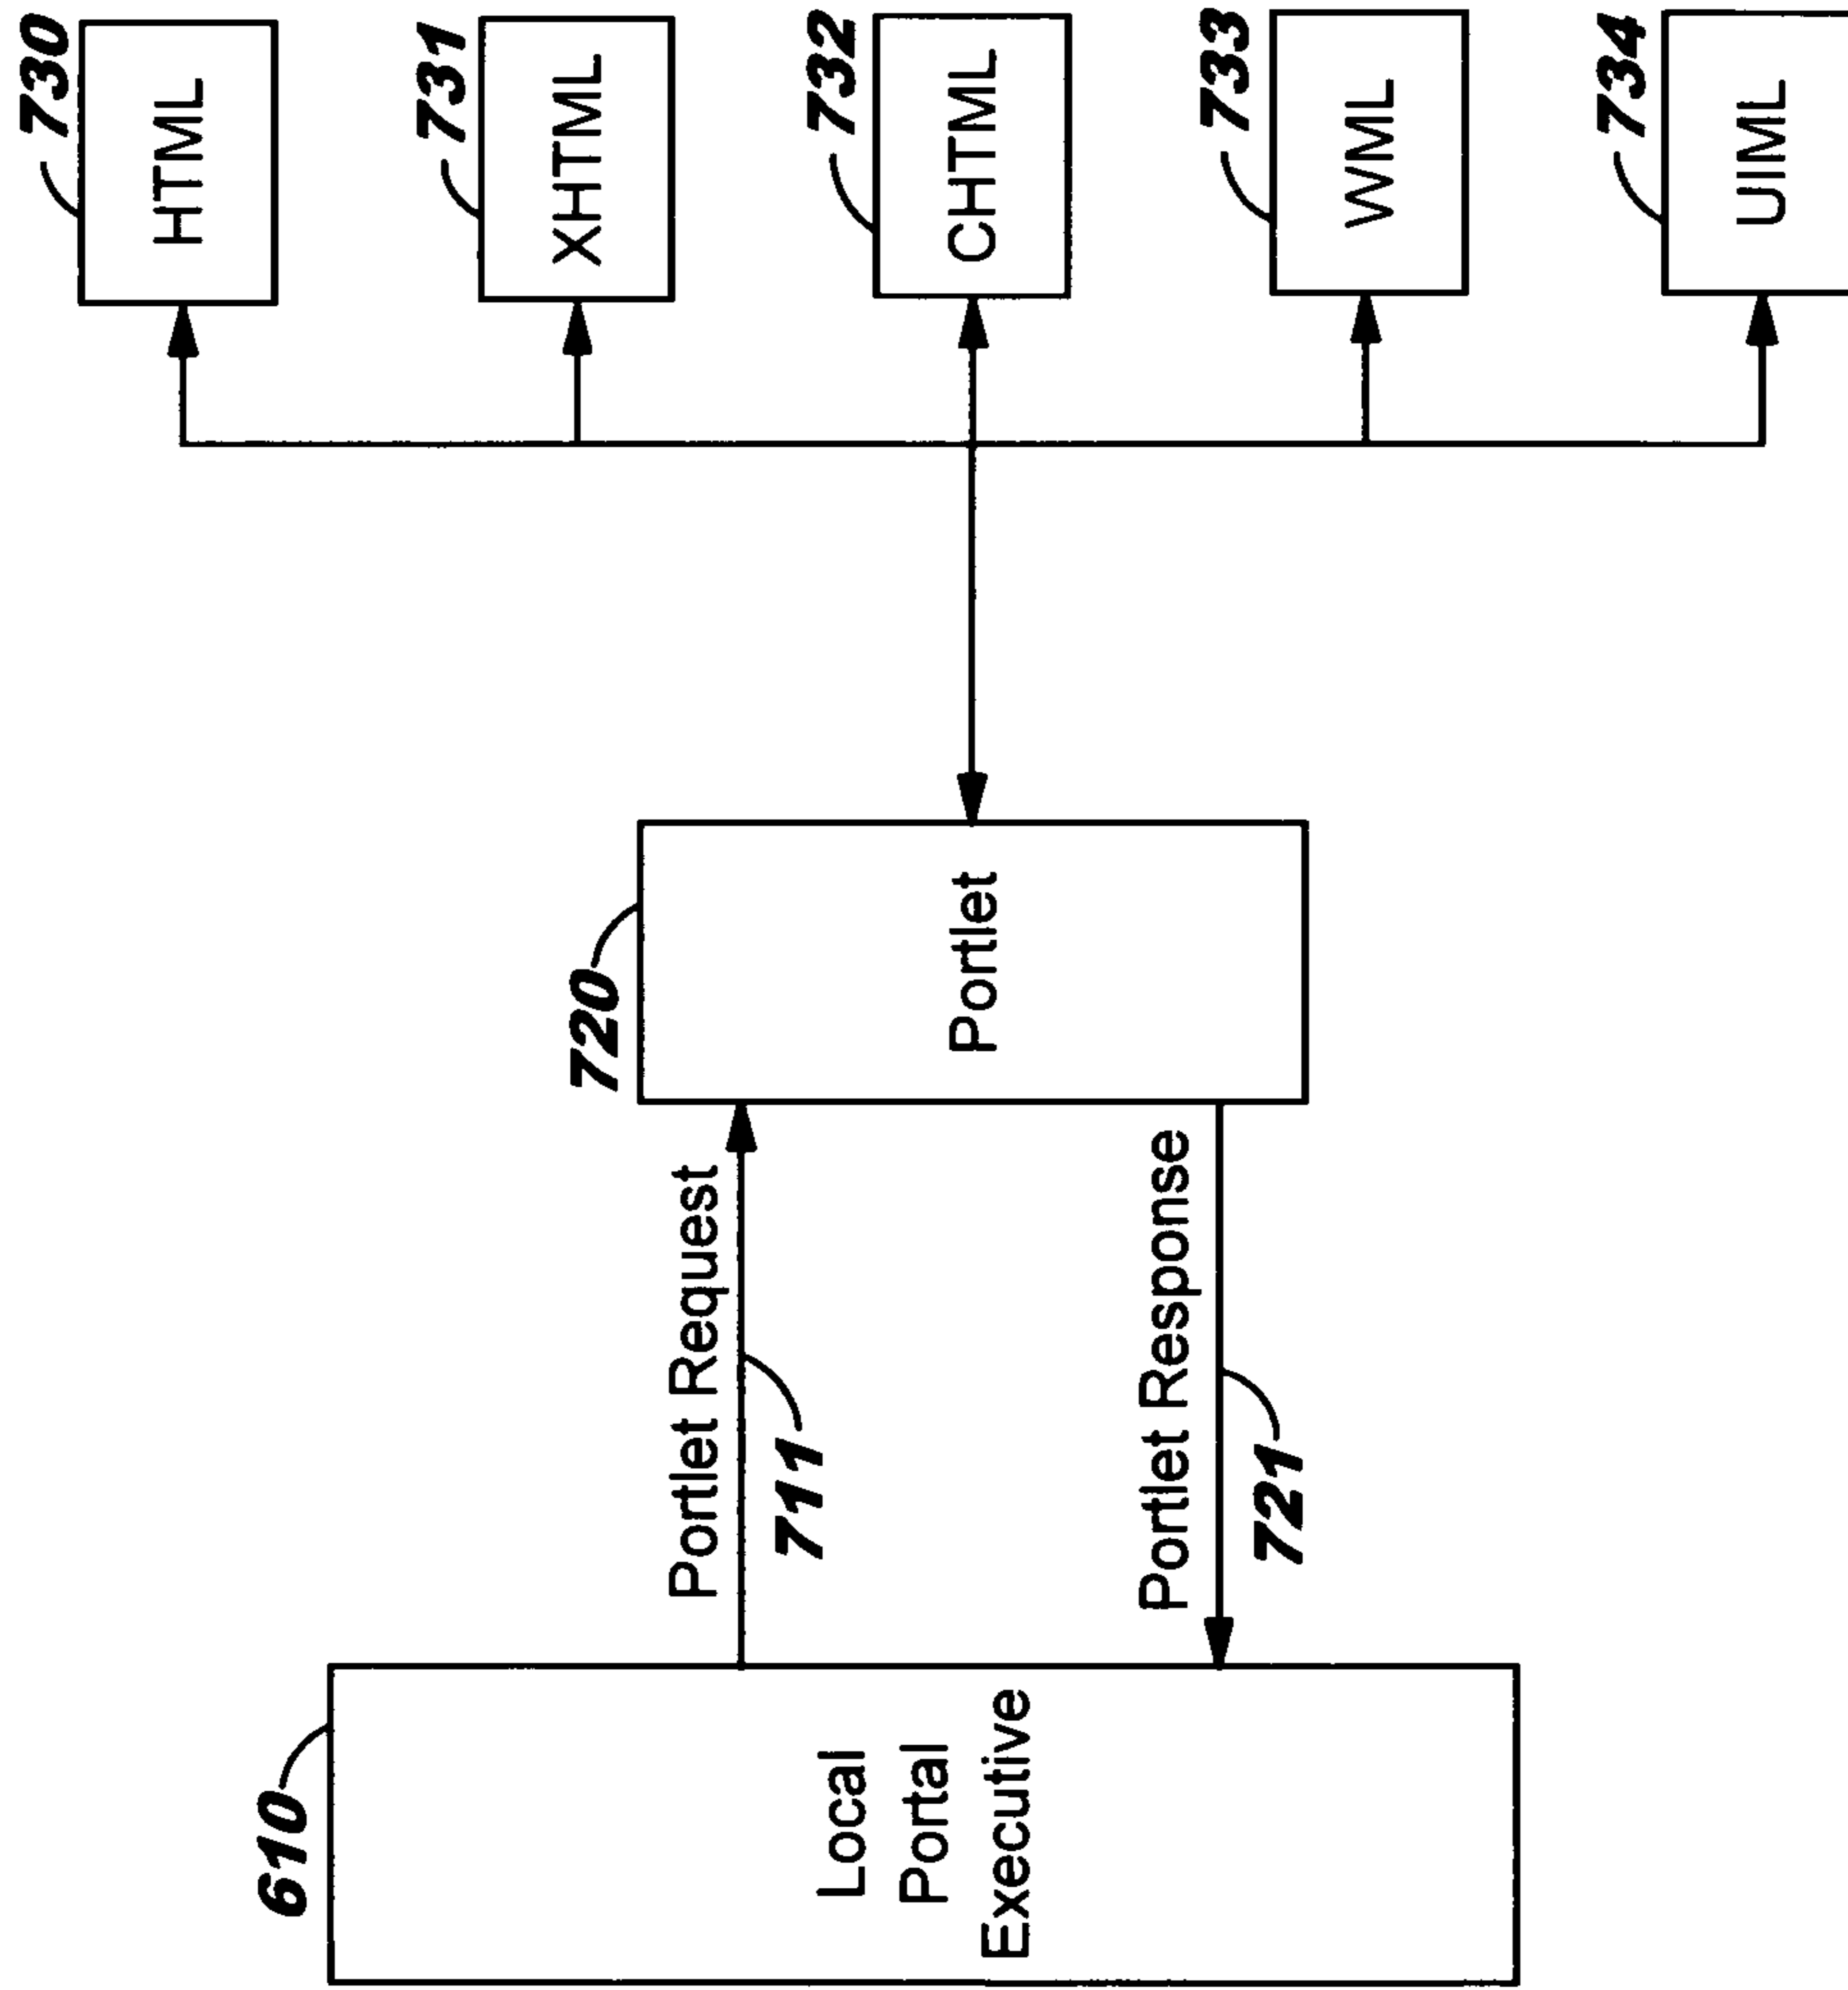 610
Local
Portal
Executive
Portlet Request
711
Portlet Response
721
720
Portlet
730
HTML
731
XHTML
732
CHTML
733
WML
734
UIML